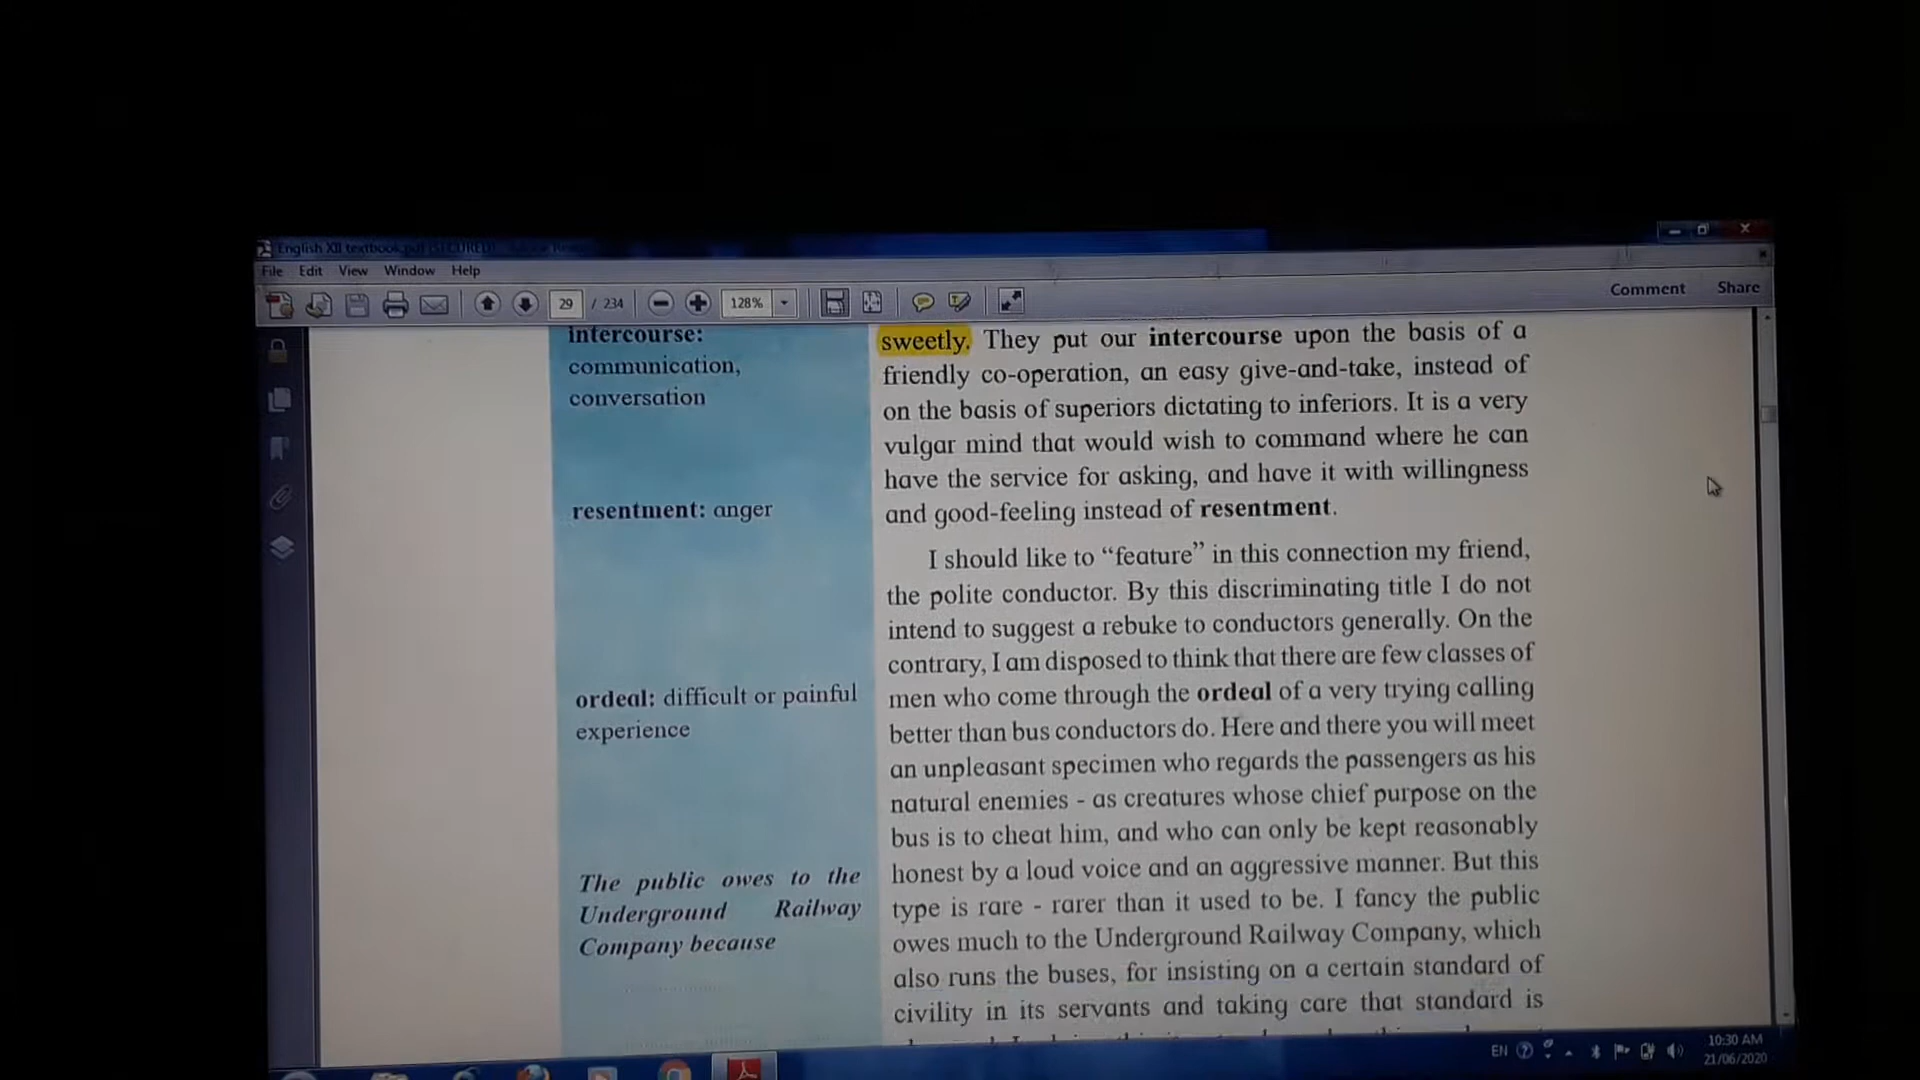 English XII textbook.pdf (SECURED) - Adobe Reader
File Edit View Window Help
29 / 234 128% Comment Share
intercourse:
communication,
conversation
resentment: anger
ordeal: difficult or painful
experience
The public owes to the
Underground Railway
Company because
sweetly. They put our intercourse upon the basis of a
friendly co-operation, an easy give-and-take, instead of
on the basis of superiors dictating to inferiors. It is a very
vulgar mind that would wish to command where he can
have the service for asking, and have it with willingness
and good-feeling instead of resentment.
I should like to “feature” in this connection my friend,
the polite conductor. By this discriminating title I do not
intend to suggest a rebuke to conductors generally. On the
contrary, I am disposed to think that there are few classes of
men who come through the ordeal of a very trying calling
better than bus conductors do. Here and there you will meet
an unpleasant specimen who regards the passengers as his
natural enemies - as creatures whose chief purpose on the
bus is to cheat him, and who can only be kept reasonably
honest by a loud voice and an aggressive manner. But this
type is rare - rarer than it used to be. I fancy the public
owes much to the Underground Railway Company, which
also runs the buses, for insisting on a certain standard of
civility in its servants and taking care that standard is
EN 10:30 AM
21/06/2020